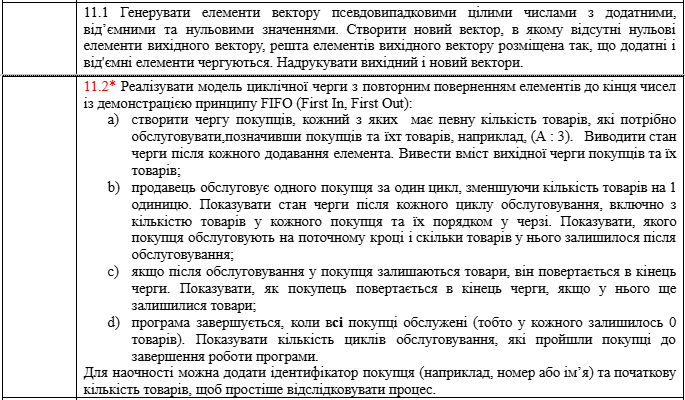 11.1 Генерувати елементи вектору псевдовипадковими цілими числами з додатними,
від’ємними та нульовими значеннями. Створити новий вектор, в якому відсутні нульові
елементи вихідного вектору, решта елементів вихідного вектору розміщена так, що додатні і
від'ємні елементи чергуються. Надрукувати вихідний і новий вектори.
11.2* Реалізувати модель циклічної черги з повторним поверненням елементів до кінця чисел
із демонстрацією принципу FIFO (First In, First Out):
a) створити чергу покупців, кожний з яких має певну кількість товарів, які потрібно
обслуговувати,позначивши покупців та їхт товарів, наприклад, (А : 3). Виводити стан
черги після кожного додавання елемента. Вивести вміст вихідної черги покупців та їх
товарів;
b) продавець обслуговує одного покупця за один цикл, зменшуючи кількість товарів на 1
одиницю. Показувати стан черги після кожного циклу обслуговування, включно з
кількістю товарів у кожного покупця та їх порядком у черзі. Показувати, якого
покупця обслуговують на поточному кроці і скільки товарів у нього залишилося після
обслуговування;
c) якщо після обслуговування у покупця залишаються товари, він повертається в кінець
черги. Показувати, як покупець повертається в кінець черги, якщо у нього ще
залишилися товари;
d) програма завершується, коли всі покупці обслужені (тобто у кожного залишилось 0
товарів). Показувати кількість циклів обслуговування, які пройшли покупці до
завершення роботи програми.
Для наочності можна додати ідентифікатор покупця (наприклад, номер або ім’я) та початкову
кількість товарів, щоб простіше відслідковувати процес.